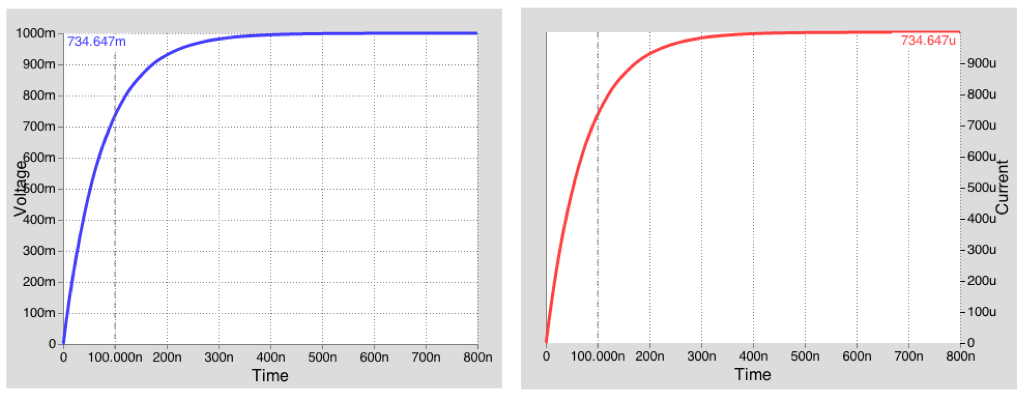 734.647m
1000m
900m
800m
700m
600m
500m
400m
300m
200m
100m
0
Voltage
0 100.000n 200n 300n 400n 500n 600n 700n 800n
Time
734.647u
900u
800u
700u
600u
500u
400u
300u
200u
100u
0
Current
0 100.000n 200n 300n 400n 500n 600n 700n 800n
Time